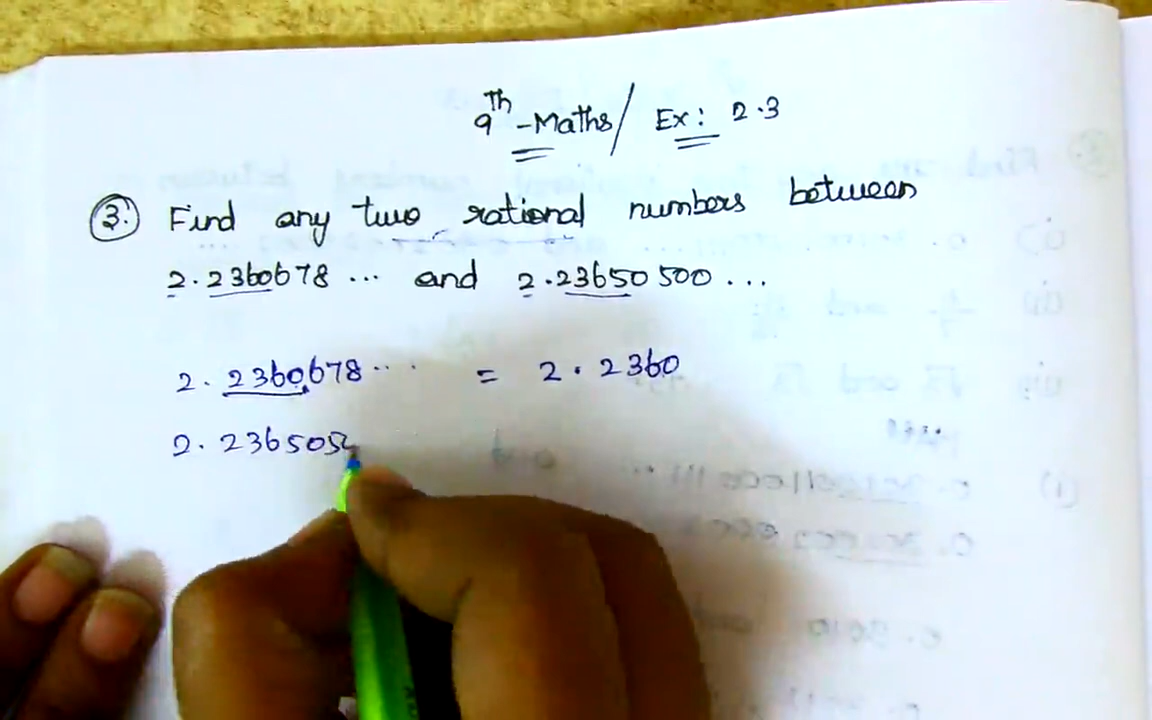 9th - Maths / Ex: 2.3
3. Find any two rational numbers between
2.2360678 ... and 2.23650500 ...
2.2360678 ... = 2.2360
2.236505